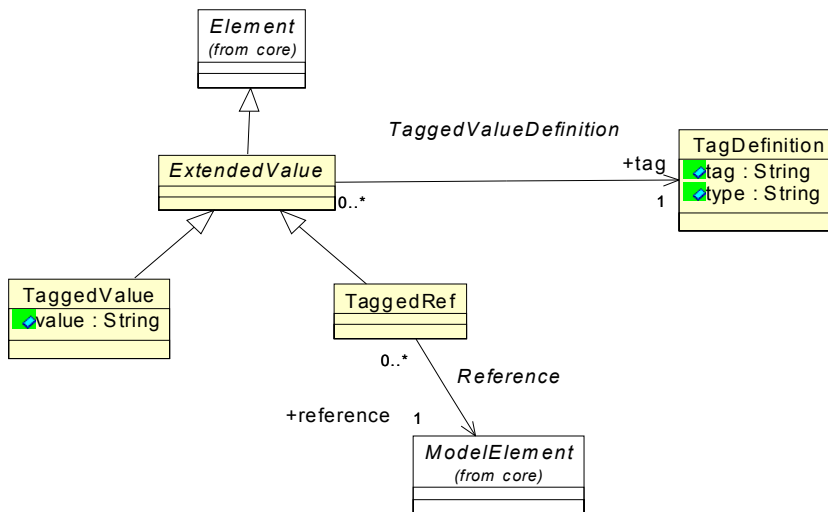 Element
(from core)
TaggedValueDefinition
ExtendedValue
TagDefinition
tag : String
type : String
+tag
0..*
1
TaggedValue
value : String
TaggedRef
0..*
Reference
+reference
1
ModelElement
(from core)